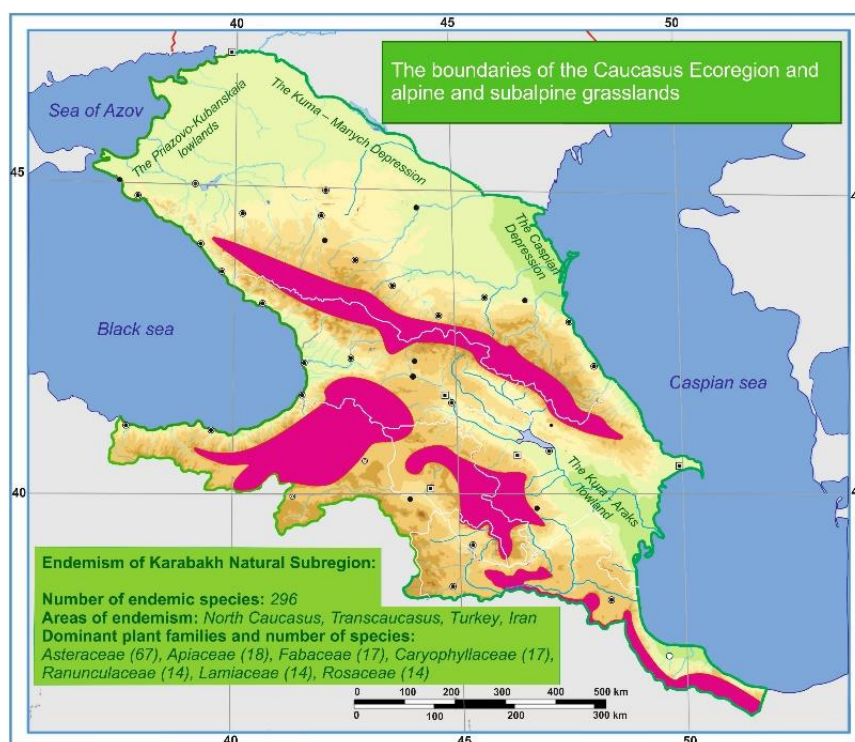 40
45
50
The boundaries of the Caucasus Ecoregion and
alpine and subalpine grasslands
Sea of Azov
The Priazovo-Kubanskaia
lowlands
The Kuma – Manych Depression
45
45
The Caspian
Depression
Black sea
Caspian sea
The Kura - Araks
lowland
40
40
Endemism of Karabakh Natural Subregion:
Number of endemic species: 296
Areas of endemism: North Caucasus, Transcaucasus, Turkey, Iran
Dominant plant families and number of species:
Asteraceae (67), Apiaceae (18), Fabaceae (17), Caryophyllaceae (17),
Ranunculaceae (14), Lamiaceae (14), Rosaceae (14)
0 100 200 300 400 500 km
0 100 200 300 km
40
45
50